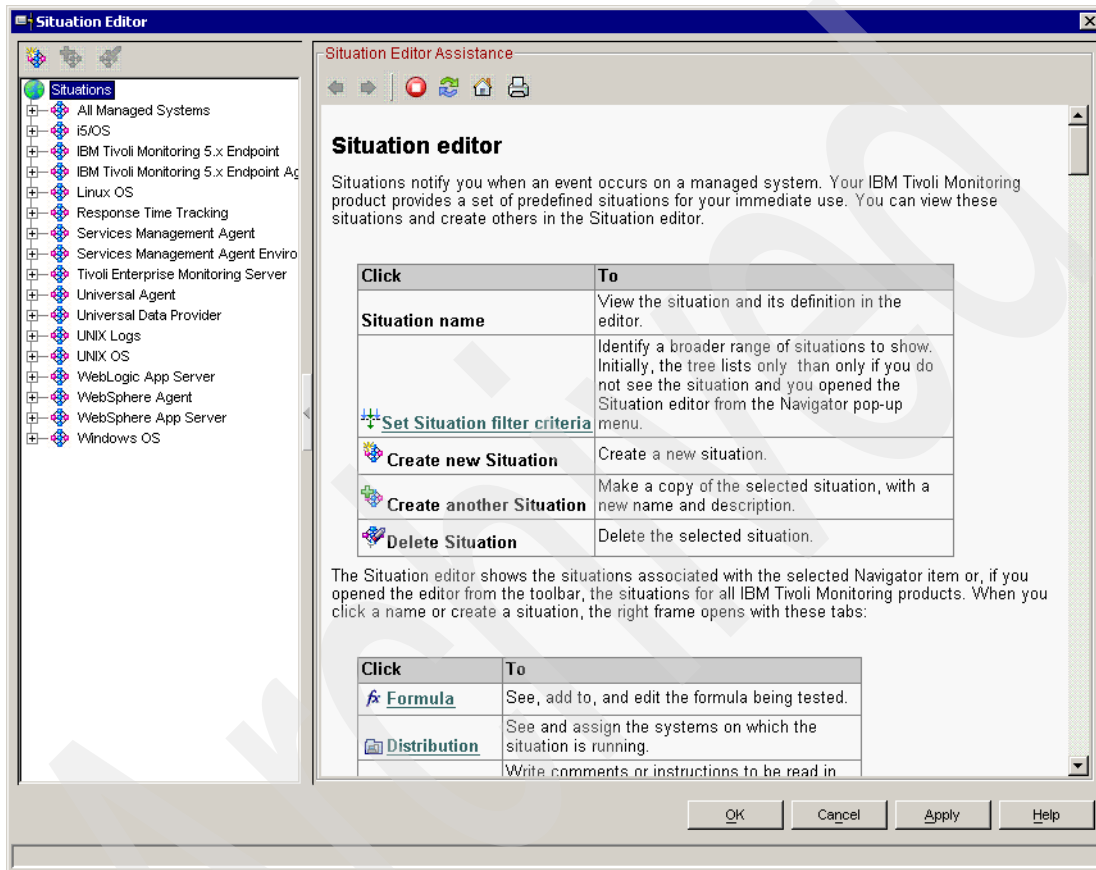 Situation Editor
Situations
All Managed Systems
i5/OS
IBM Tivoli Monitoring 5.x Endpoint
IBM Tivoli Monitoring 5.x Endpoint Ag
Linux OS
Response Time Tracking
Services Management Agent
Services Management Agent Enviro
Tivoli Enterprise Monitoring Server
Universal Agent
Universal Data Provider
UNIX Logs
UNIX OS
WebLogic App Server
WebSphere Agent
WebSphere App Server
Windows OS
Situation Editor Assistance
Situation editor
Situations notify you when an event occurs on a managed system. Your IBM Tivoli Monitoring
product provides a set of predefined situations for your immediate use. You can view these
situations and create others in the Situation editor.
Click To
Situation name
View the situation and its definition in the
editor.
Set Situation filter criteria
Identify a broader range of situations to show.
Initially, the tree lists only than only if you do
not see the situation and you opened the
Situation editor from the Navigator pop-up
menu.
Create new Situation
Create a new situation.
Create another Situation
Make a copy of the selected situation, with a
new name and description.
Delete Situation
Delete the selected situation.
The Situation editor shows the situations associated with the selected Navigator item or, if you
opened the editor from the toolbar, the situations for all IBM Tivoli Monitoring products. When you
click a name or create a situation, the right frame opens with these tabs:
Click To
fx Formula
See, add to, and edit the formula being tested.
Distribution
See and assign the systems on which the
situation is running.
Write comments or instructions to be read in
OK Cancel Apply Help
Archived